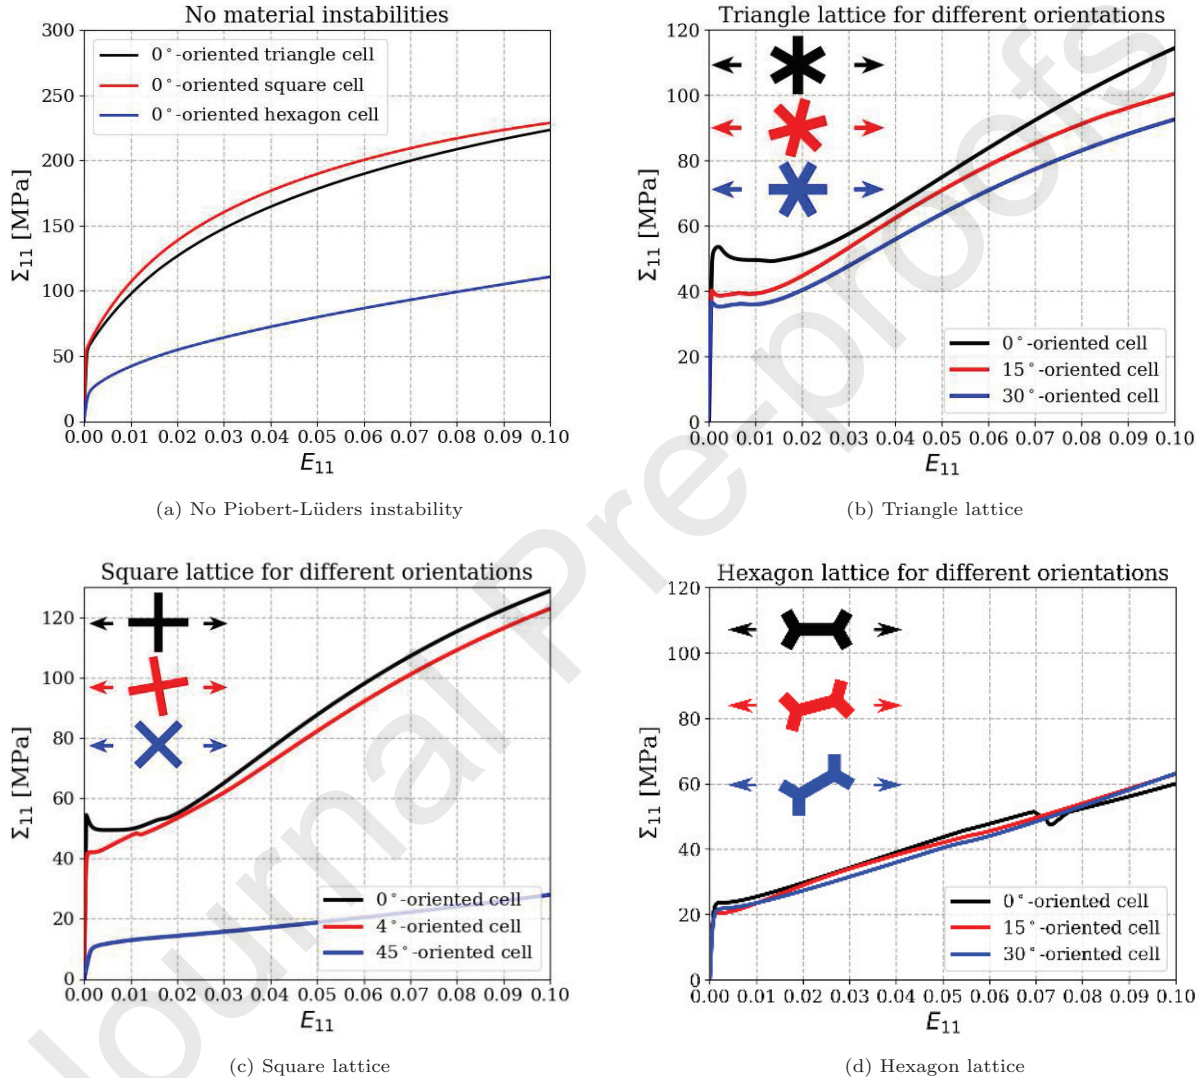 No material instabilities
Σ11 [MPa]
300
250
200
150
100
50
0
0°-oriented triangle cell
0°-oriented square cell
0°-oriented hexagon cell
0.00 0.01 0.02 0.03 0.04 0.05 0.06 0.07 0.08 0.09 0.10
E11
(a) No Piobert-Lüders instability
Triangle lattice for different orientations
Σ11 [MPa]
120
100
80
60
40
20
0
0°-oriented cell
15°-oriented cell
30°-oriented cell
0.00 0.01 0.02 0.03 0.04 0.05 0.06 0.07 0.08 0.09 0.10
E11
(b) Triangle lattice
Square lattice for different orientations
Σ11 [MPa]
120
100
80
60
40
20
0
0°-oriented cell
4°-oriented cell
45°-oriented cell
0.00 0.01 0.02 0.03 0.04 0.05 0.06 0.07 0.08 0.09 0.10
E11
(c) Square lattice
Hexagon lattice for different orientations
Σ11 [MPa]
120
100
80
60
40
20
0
0°-oriented cell
15°-oriented cell
30°-oriented cell
0.00 0.01 0.02 0.03 0.04 0.05 0.06 0.07 0.08 0.09 0.10
E11
(d) Hexagon lattice
Journal Pre-proofs